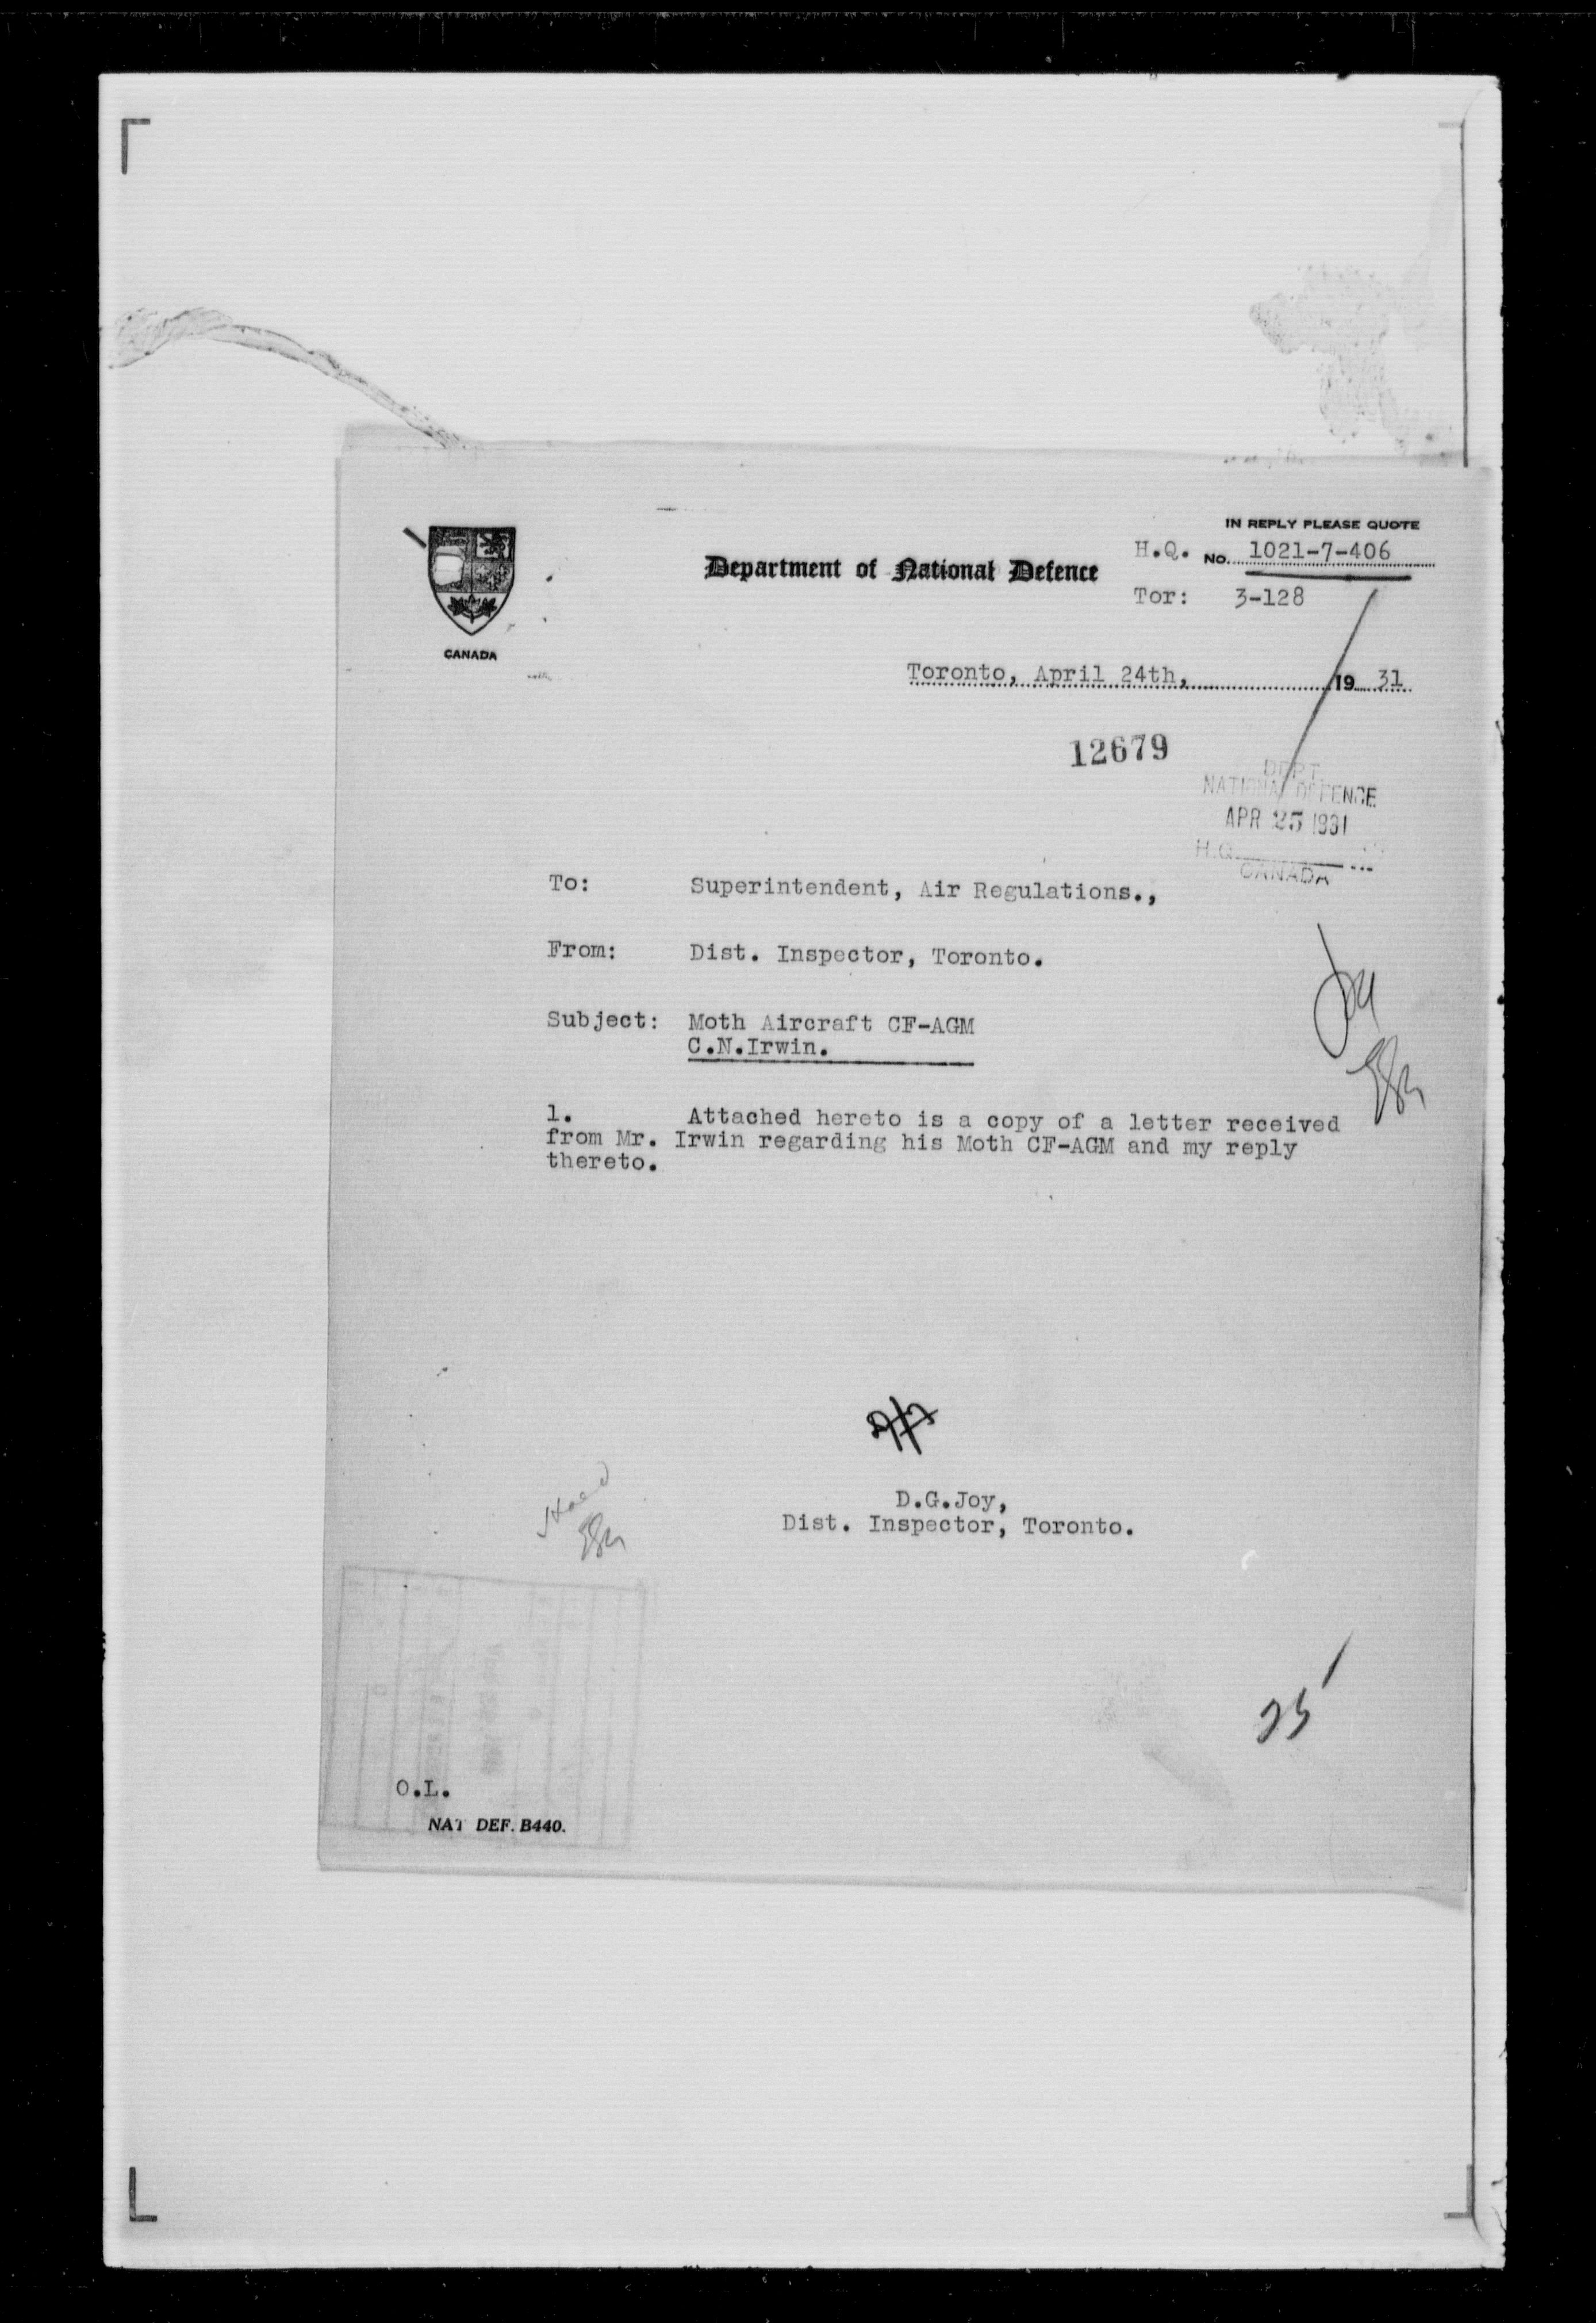 IN REPLY PLEASE QUOTE
H.Q. No. 1021-7-406
Department of National Defence
Tor: 3-128
CANADA
Toronto, April 24th, 19 31
12679
DEPT
NATIONAL DEFENCE
APR 25 1931
H.Q.
CANADA
To: Superintendent, Air Regulations.,
From: Dist. Inspector, Toronto.
Subject: Moth Aircraft CF-AGM
C.N.Irwin.
1. Attached hereto is a copy of a letter received
from Mr. Irwin regarding his Moth CF-AGM and my reply
thereto.
D.G.Joy,
Dist. Inspector, Toronto.
25
O.L.
NAT DEF. B440.